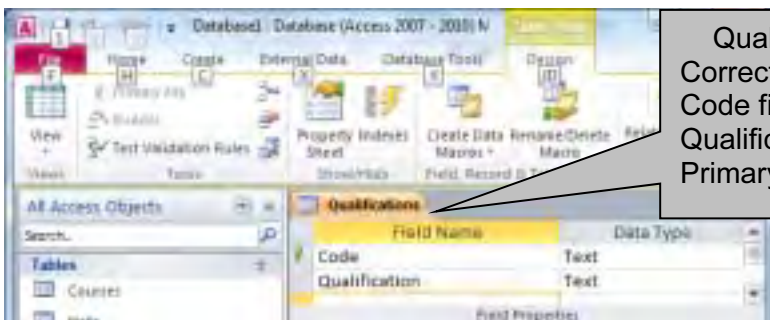 Database1 Database (Access 2007 - 2010) M
File Home Create External Data Database Tools Design
F H C X Y JD
1
Primary Key
Builder
Test Validation Rules
View
Property Sheet
Indexes
Create Data Macros
Rename/Delete Macro
Views Tools Show/Hide Field, Record & T
Qua
Correct
Code fi
Qualific
Primary
All Access Objects
Search..
Tables
Courses
Qualifications
Field Name Data Type
Code Text
Qualification Text
Field Properties